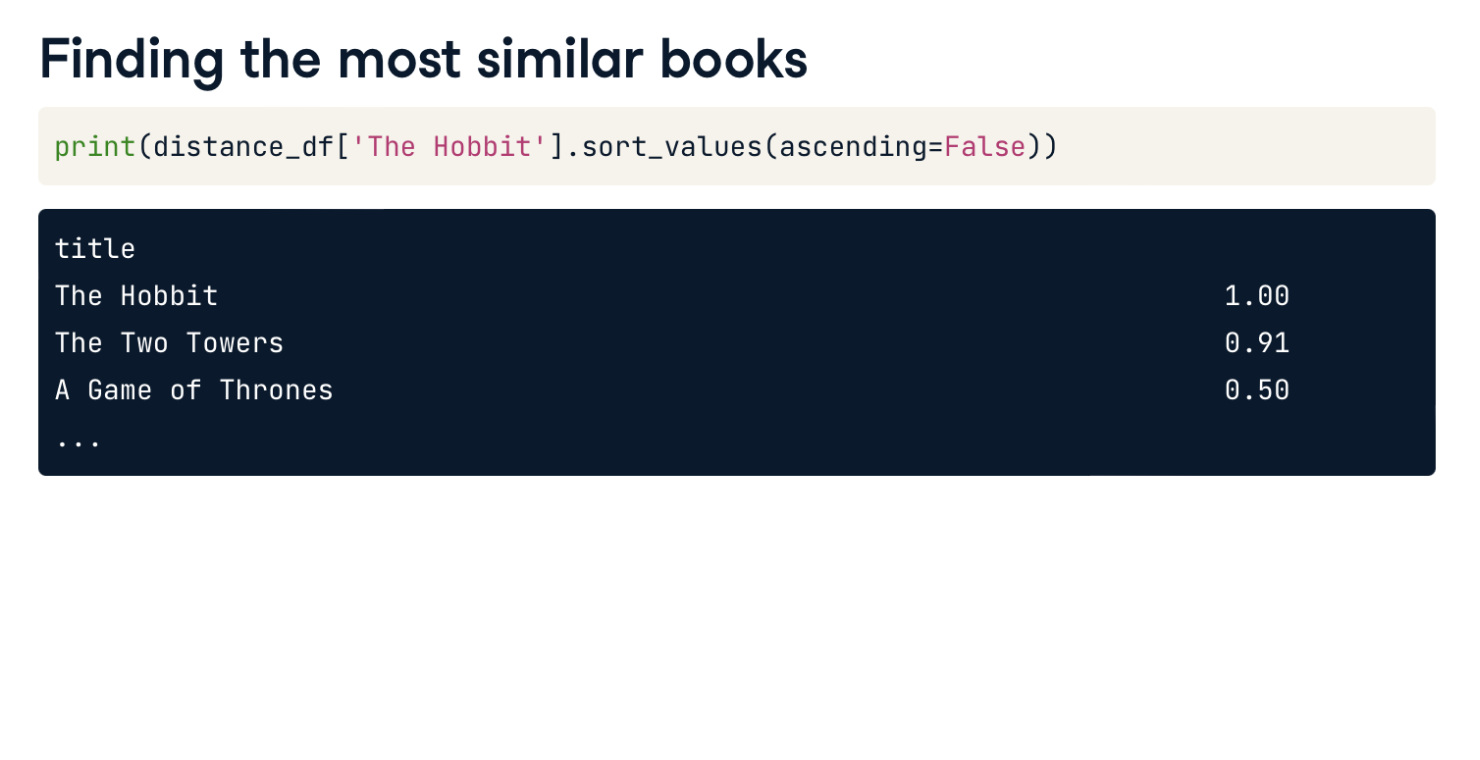 Finding the most similar books
print(distance_df['The Hobbit'].sort_values(ascending=False))
title
The Hobbit 1.00
The Two Towers 0.91
A Game of Thrones 0.50
...